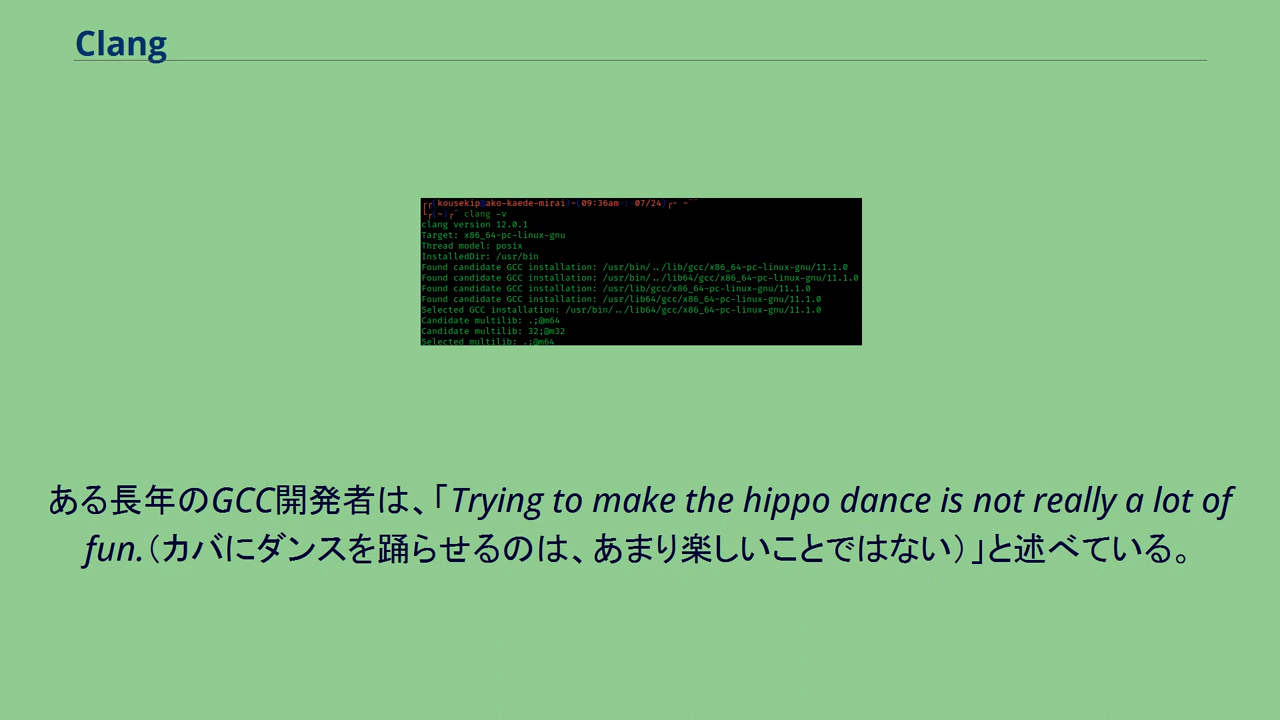 Clang
kousekip@ako-kaede-mirai 09:36am 07/24
~ clang -v
clang version 12.0.1
Target: x86_64-pc-linux-gnu
Thread model: posix
InstalledDir: /usr/bin
Found candidate GCC installation: /usr/bin/../lib/gcc/x86_64-pc-linux-gnu/11.1.0
Found candidate GCC installation: /usr/bin/../lib64/gcc/x86_64-pc-linux-gnu/11.1.0
Found candidate GCC installation: /usr/lib/gcc/x86_64-pc-linux-gnu/11.1.0
Found candidate GCC installation: /usr/lib64/gcc/x86_64-pc-linux-gnu/11.1.0
Selected GCC installation: /usr/bin/../lib64/gcc/x86_64-pc-linux-gnu/11.1.0
Candidate multilib: .;@m64
Candidate multilib: 32;@m32
Selected multilib: .;@m64
ある長年のGCC開発者は、「Trying to make the hippo dance is not really a lot of
fun.（カバにダンスを踊らせるのは、あまり楽しいことではない）」と述べている。